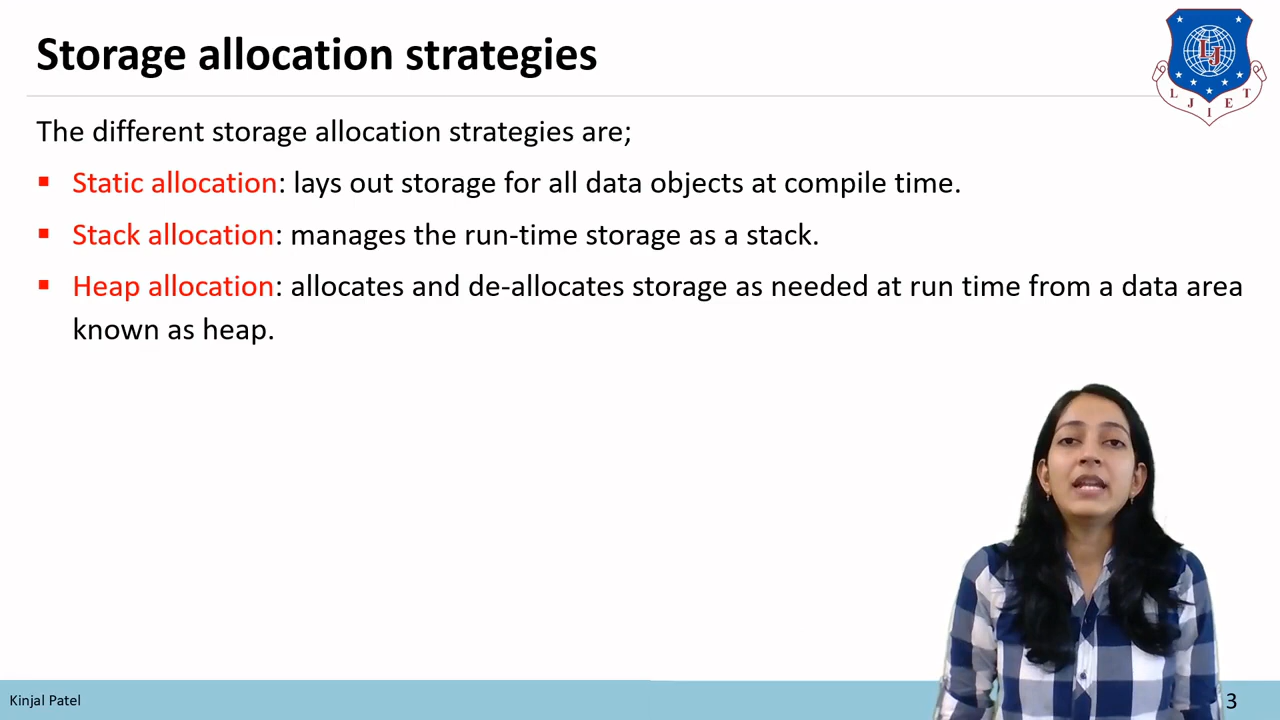 Storage allocation strategies
LJ
L J I E T
The different storage allocation strategies are;
▪ Static allocation: lays out storage for all data objects at compile time.
▪ Stack allocation: manages the run-time storage as a stack.
▪ Heap allocation: allocates and de-allocates storage as needed at run time from a data area
known as heap.
Kinjal Patel
3